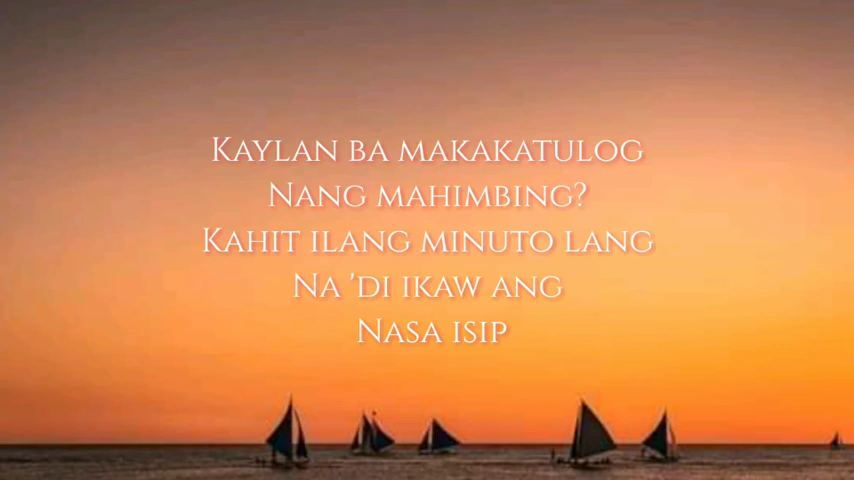 Kaylan ba makakatulog
Nang mahimbing?
Kahit ilang minuto lang
Na 'di ikaw ang
Nasa isip